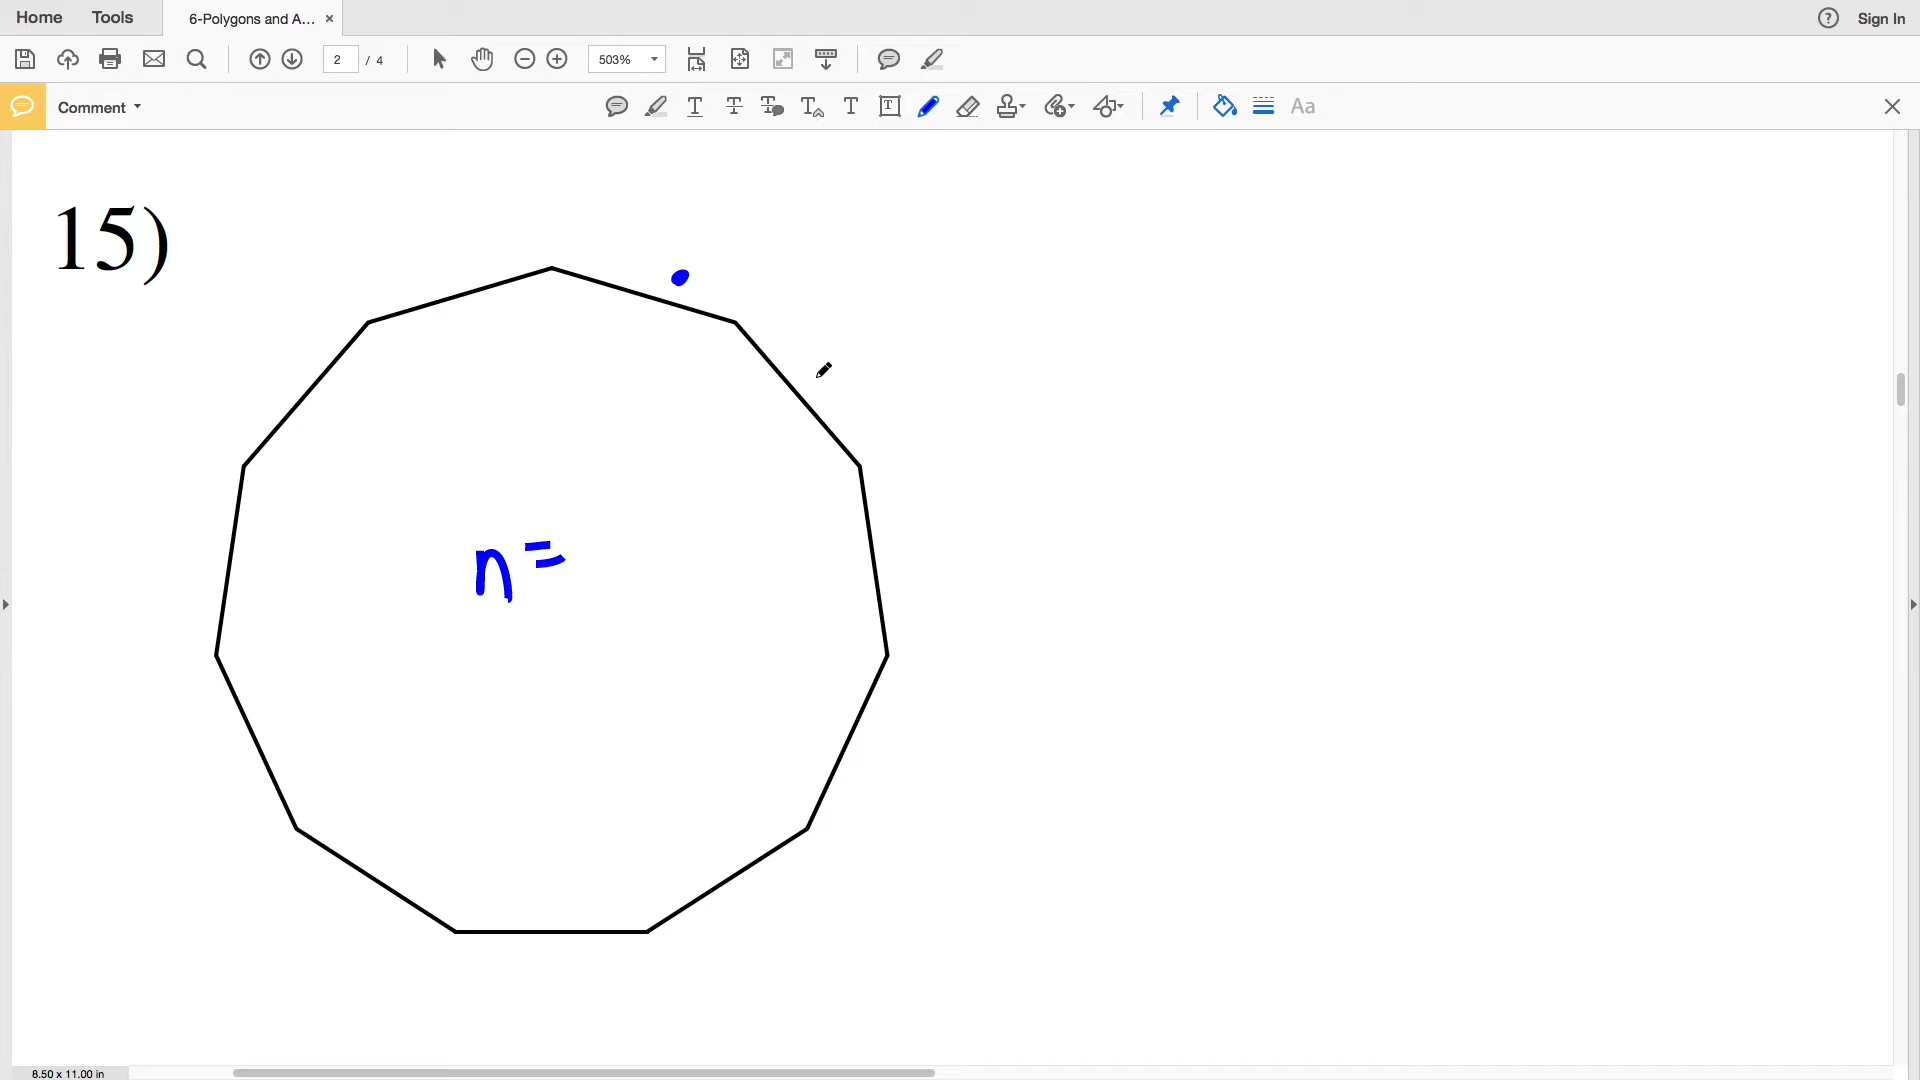 Home Tools 6-Polygons and A... × ? Sign In
2 / 4 503%
Comment T T T T T T Aa
15)
n =
8.50 x 11.00 in